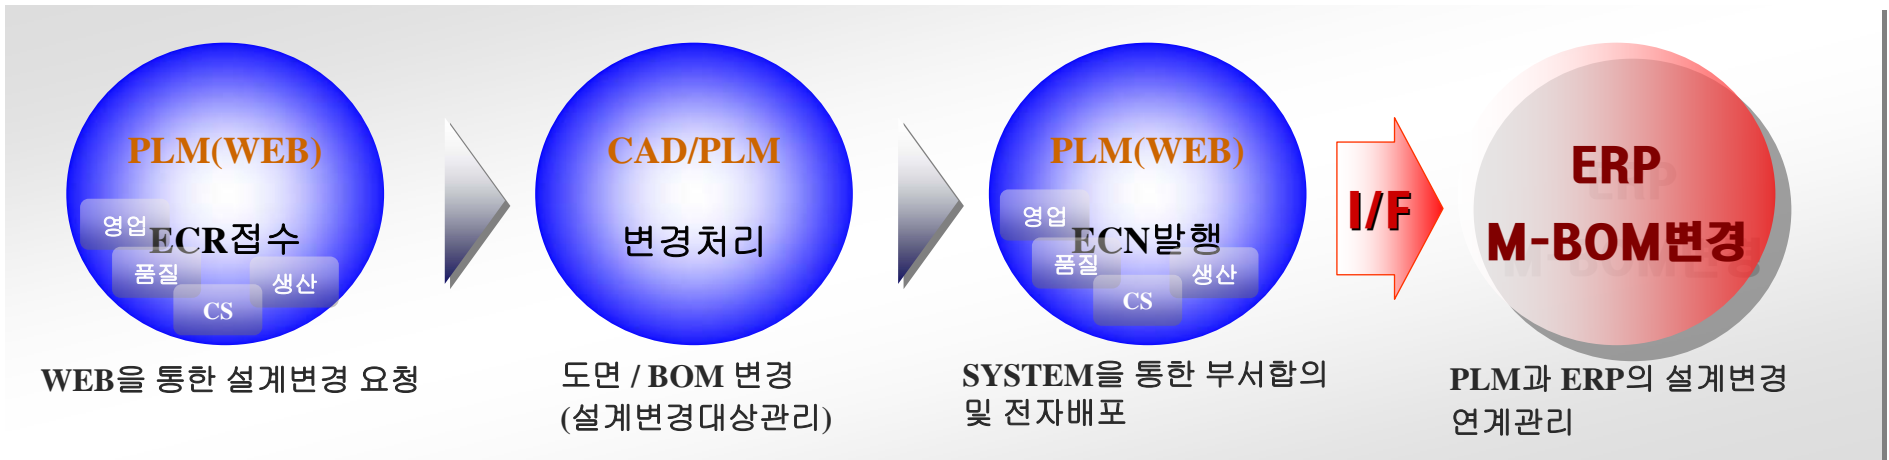 PLM(WEB)
ECR접수
영업
품질
CS
생산
WEB을 통한 설계변경 요청
CAD/PLM
변경처리
도면 / BOM 변경
(설계변경대상관리)
PLM(WEB)
ECN발행
영업
품질
CS
생산
SYSTEM을 통한 부서합의
및 전자배포
I/F
ERP
M-BOM변경
PLM과 ERP의 설계변경
연계관리